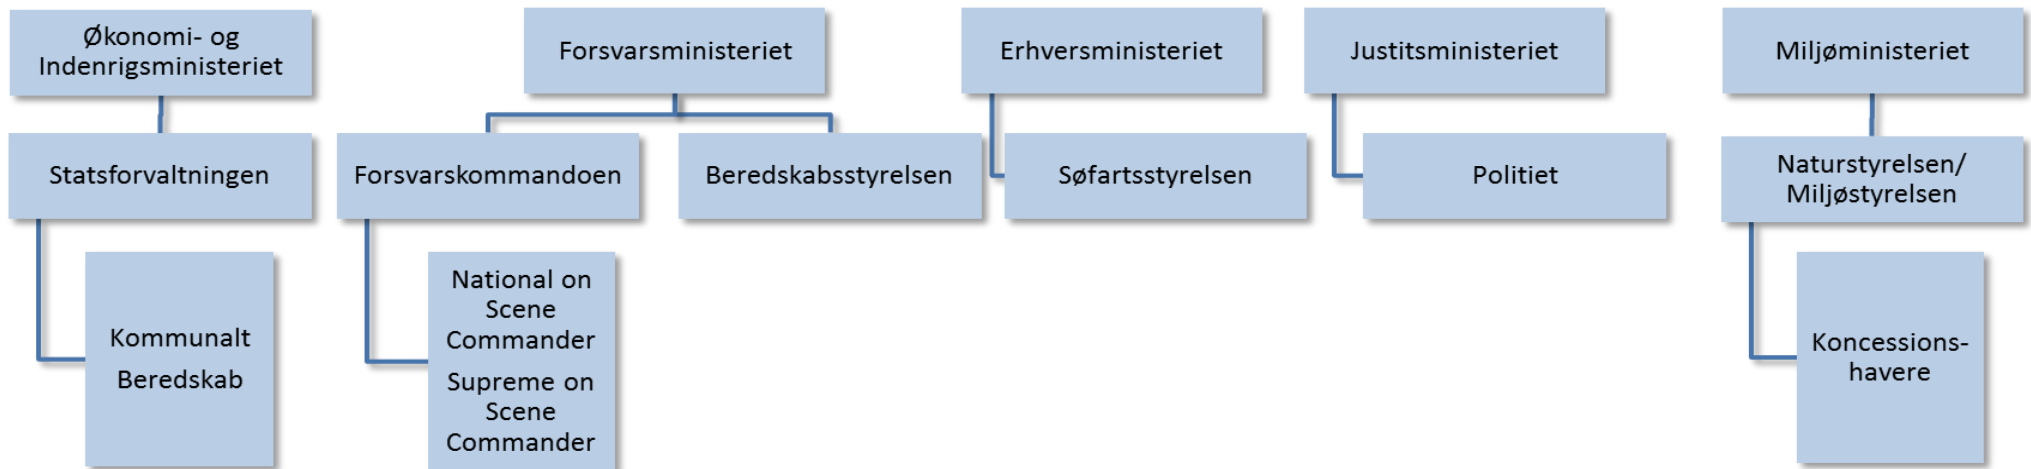 Økonomi- og
Indenrigsministeriet
Forsvarsministeriet
Erhversministeriet
Justitsministeriet
Miljøministeriet
Statsforvaltningen
Forsvarskommandoen
Beredskabsstyrelsen
Søfartsstyrelsen
Politiet
Naturstyrelsen/
Miljøstyrelsen
Kommunalt
Beredskab
National on
Scene
Commander
Supreme on
Scene
Commander
Koncessions-
havere